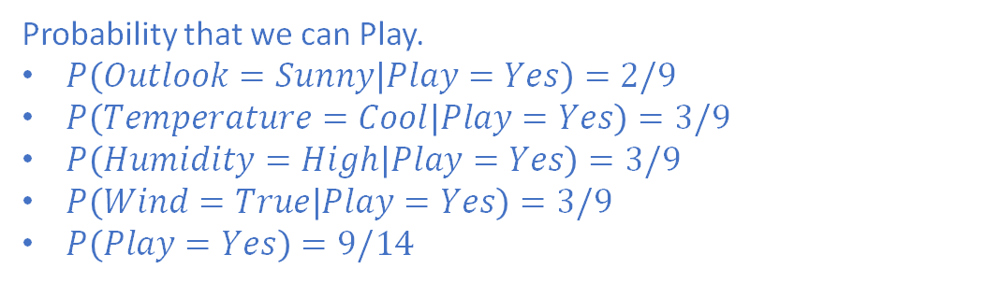 Probability that we can Play.
• P(Outlook = Sunny|Play = Yes) = 2/9
• P(Temperature = Cool|Play = Yes) = 3/9
• P(Humidity = High|Play = Yes) = 3/9
• P(Wind = True|Play = Yes) = 3/9
• P(Play = Yes) = 9/14